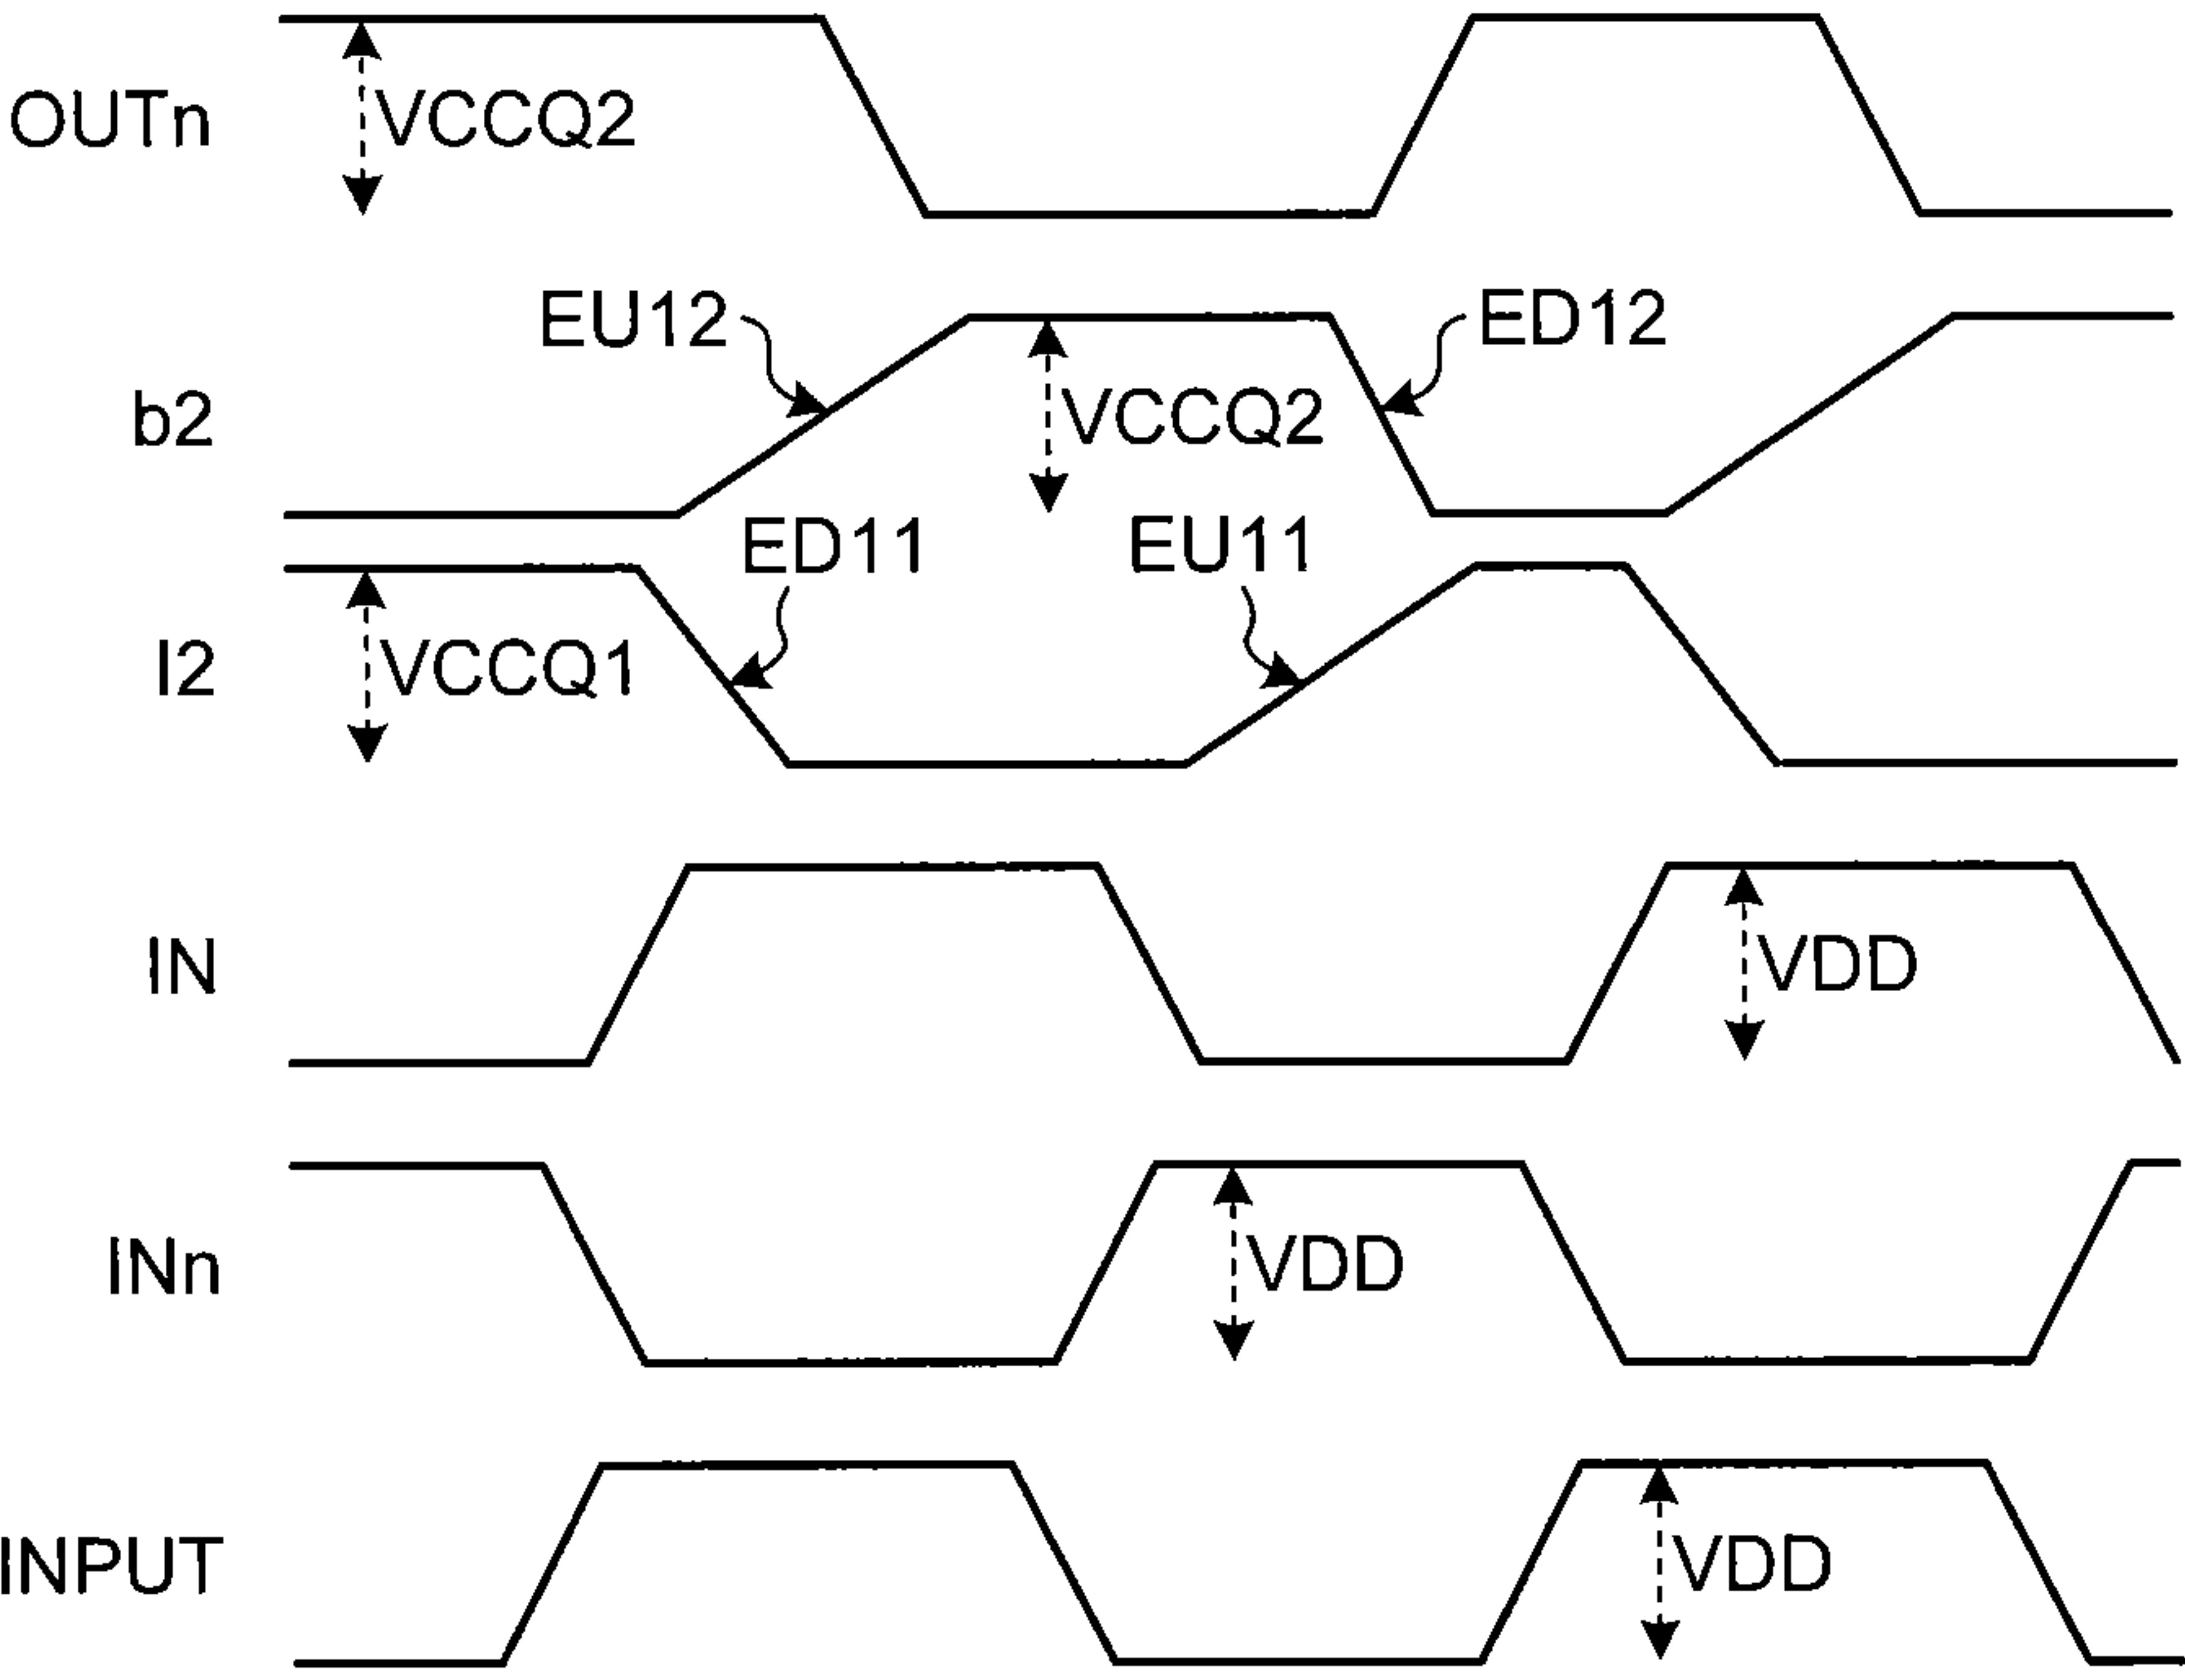 OUTn
VCCQ2
EU12
ED12
b2
VCCQ2
ED11
EU11
I2
VCCQ1
IN
VDD
INn
VDD
INPUT
VDD